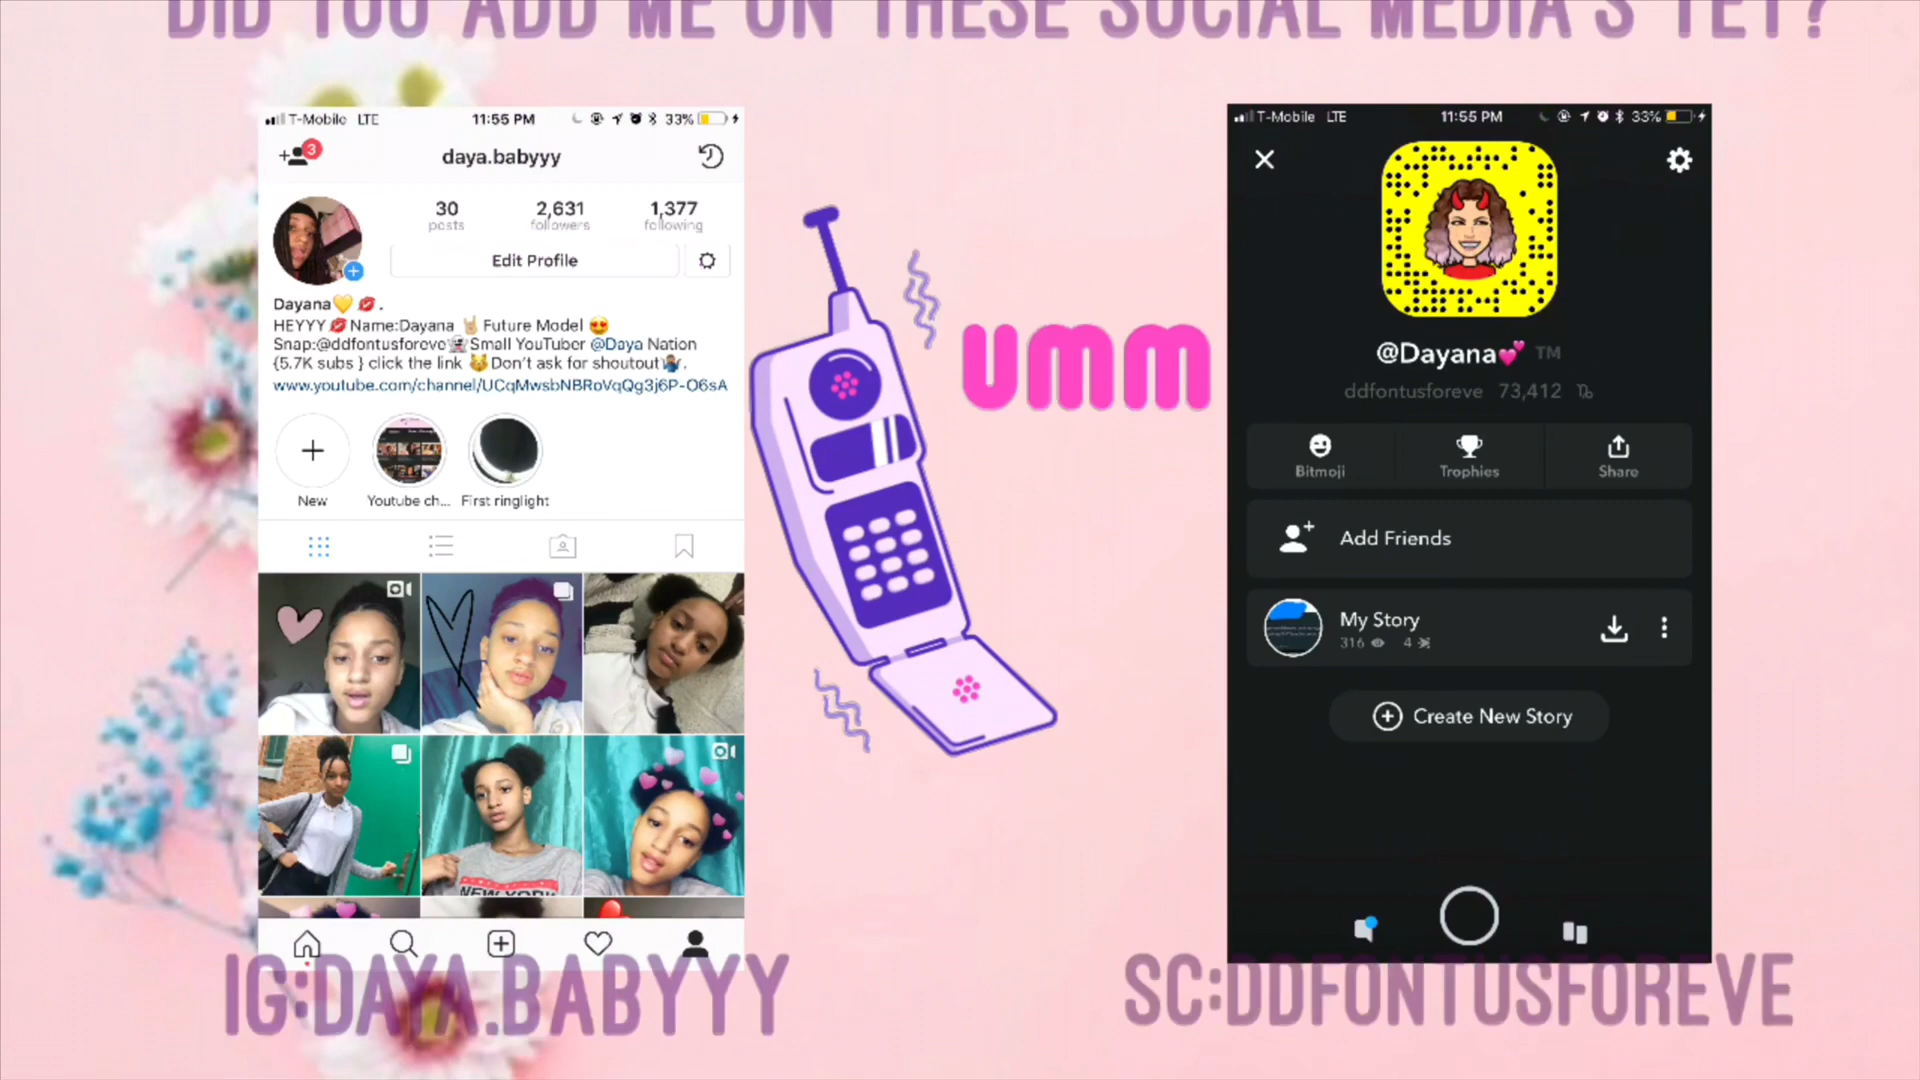 DID YOU ADD ME ON THESE SOCIAL MEDIA'S YET?
T-Mobile LTE 11:55 PM 33%
3 daya.babyyy
30 2,631 1,377
posts followers following
Edit Profile
Dayana💛💋.
HEYYY💋Name:Dayana 🤘🏼Future Model 😍
Snap:@ddfontusforeve👻Small YouTuber @Daya Nation
{5.7K subs } click the link 😽Don't ask for shoutout🤷🏽‍♂️.
www.youtube.com/channel/UCqMwsbNBRoVqQg3j6P-O6sA
New Youtube ch... First ringlight
NEW YORK
IG:DAYA.BABYYY
UMM
T-Mobile LTE 11:55 PM 33%
@Dayana💕 TM
ddfontusforeve 73,412 ♑
Bitmoji Trophies Share
Add Friends
My Story
316 4
Create New Story
SC:DDFONTUSFOREVE